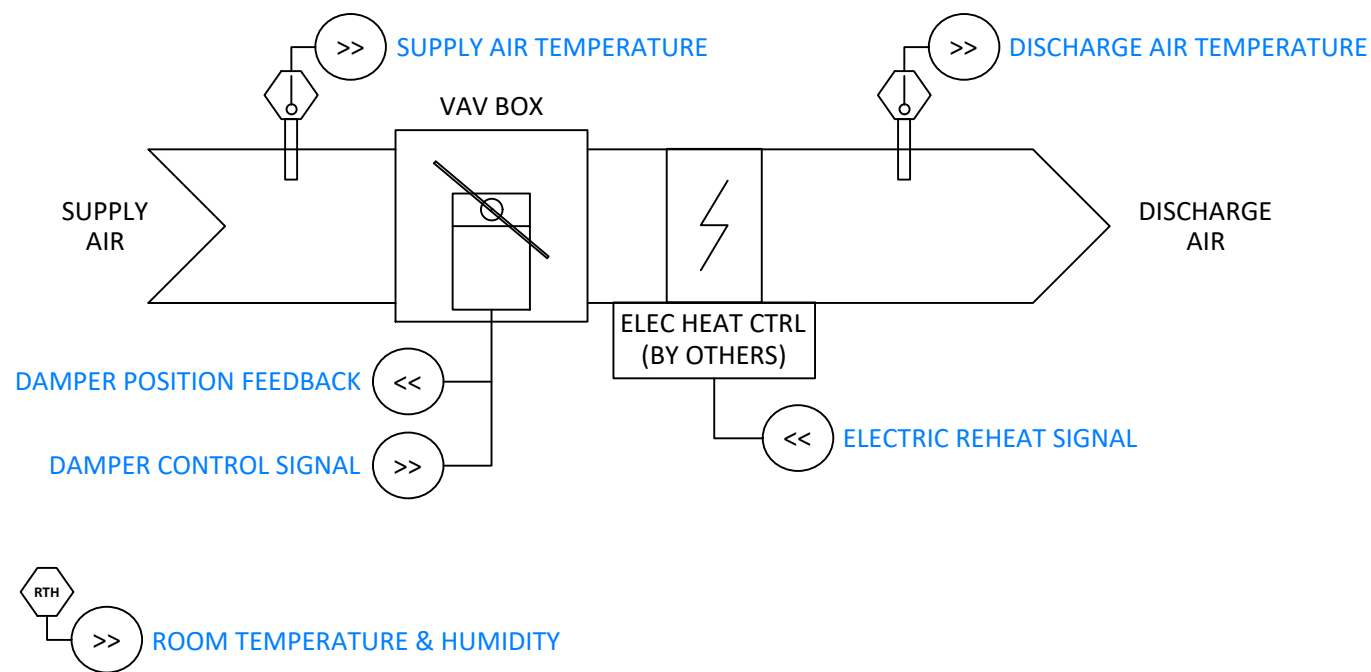 >> SUPPLY AIR TEMPERATURE
>> DISCHARGE AIR TEMPERATURE
VAV BOX
SUPPLY
AIR
DISCHARGE
AIR
ELEC HEAT CTRL
(BY OTHERS)
DAMPER POSITION FEEDBACK <<
<< ELECTRIC REHEAT SIGNAL
DAMPER CONTROL SIGNAL >>
RTH
>> ROOM TEMPERATURE & HUMIDITY